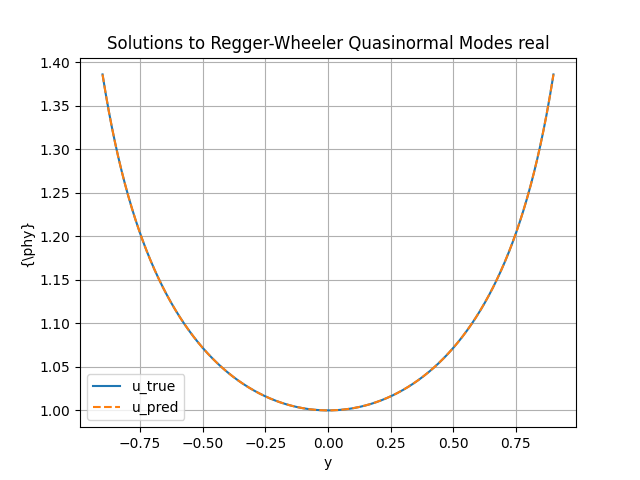 Solutions to Regger-Wheeler Quasinormal Modes real
1.40
1.35
1.30
1.25
1.20
1.15
1.10
1.05
1.00
{\phy}
u_true
u_pred
−0.75 −0.50 −0.25 0.00 0.25 0.50 0.75
y